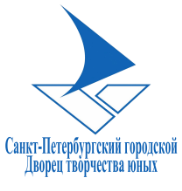 Санкт-Петербургский городской
Дворец творчества юных